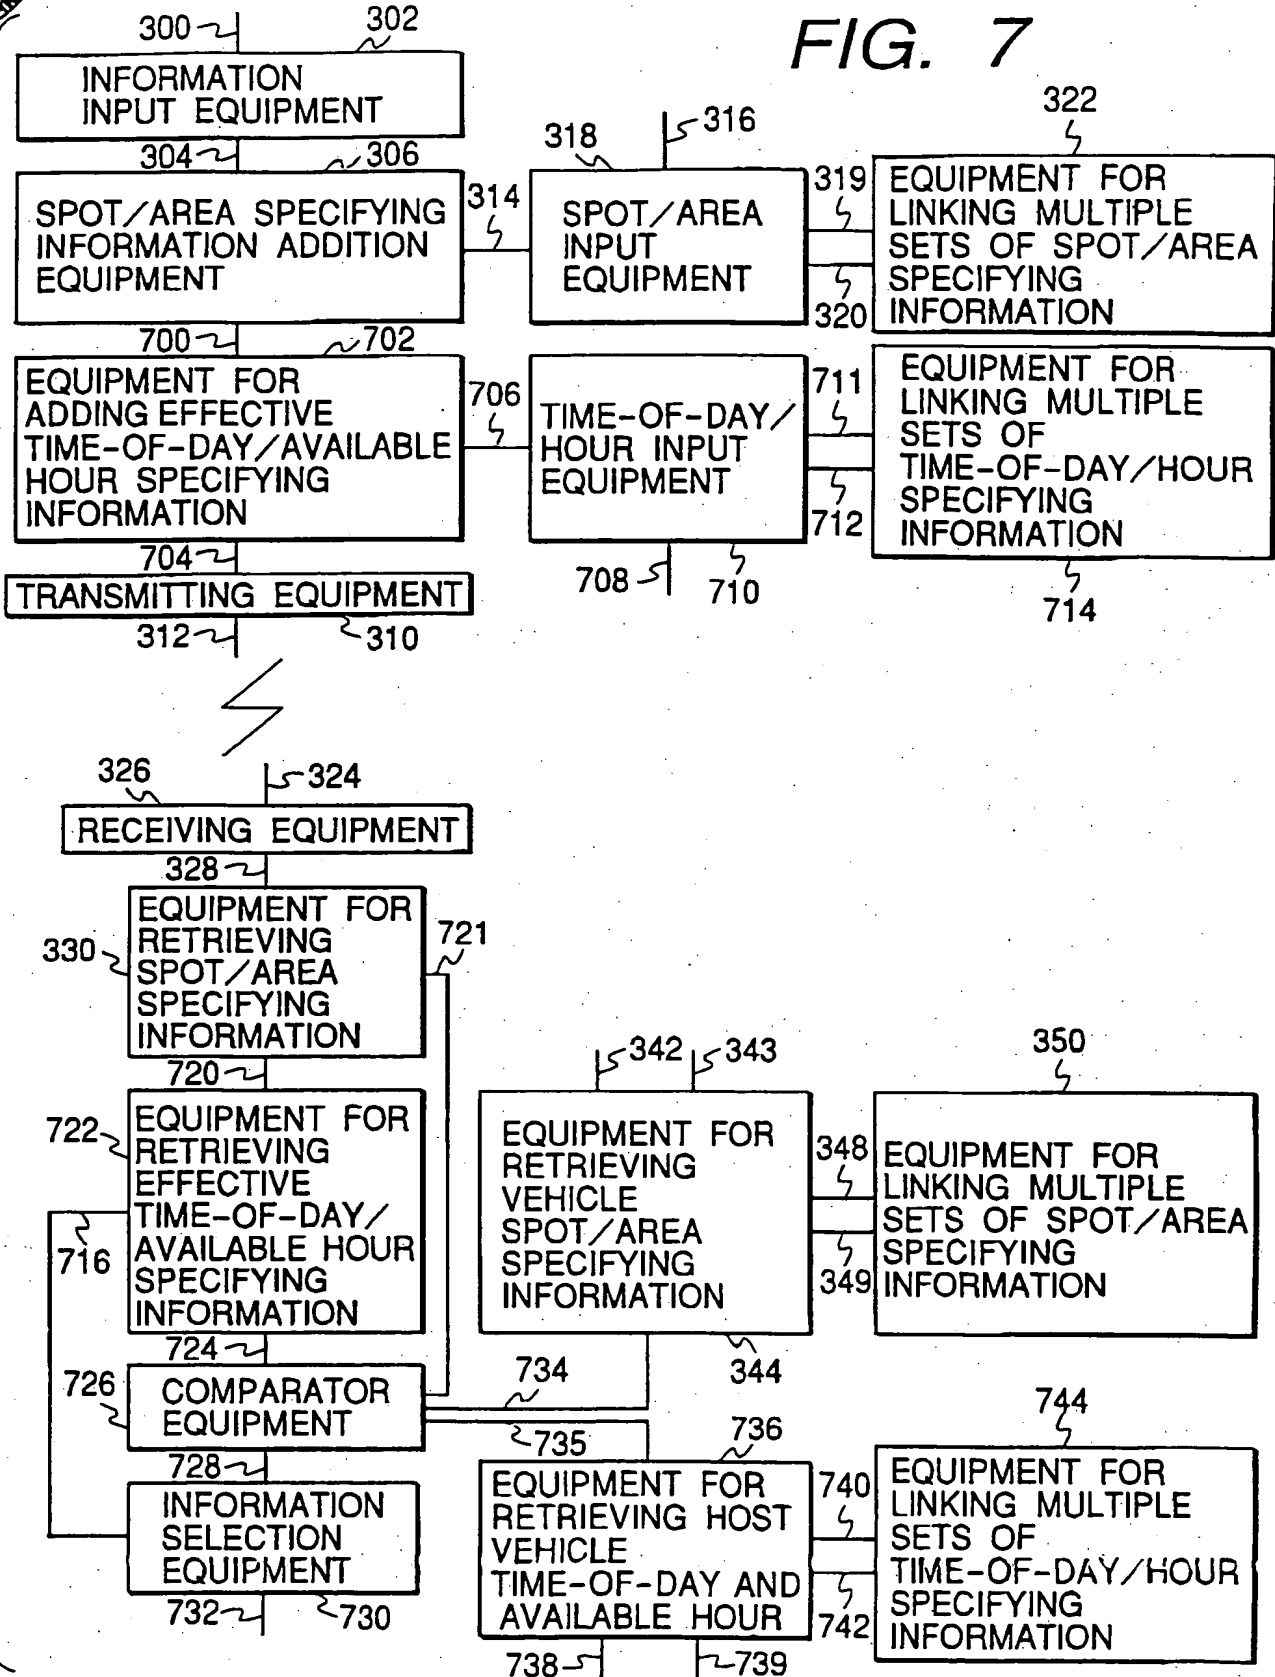 FIG. 7
300
302
INFORMATION
INPUT EQUIPMENT
304
306
SPOT/AREA SPECIFYING
INFORMATION ADDITION
EQUIPMENT
314
316
318
SPOT/AREA
INPUT
EQUIPMENT
319
320
322
EQUIPMENT FOR
LINKING MULTIPLE
SETS OF SPOT/AREA
SPECIFYING
INFORMATION
700
702
EQUIPMENT FOR
ADDING EFFECTIVE
TIME-OF-DAY/AVAILABLE
HOUR SPECIFYING
INFORMATION
706
TIME-OF-DAY/
HOUR INPUT
EQUIPMENT
708
710
711
712
EQUIPMENT FOR
LINKING MULTIPLE
SETS OF
TIME-OF-DAY/HOUR
SPECIFYING
INFORMATION
714
704
TRANSMITTING EQUIPMENT
312
310
326
324
RECEIVING EQUIPMENT
328
330
EQUIPMENT FOR
RETRIEVING
SPOT/AREA
SPECIFYING
INFORMATION
721
720
722
EQUIPMENT FOR
RETRIEVING
EFFECTIVE
TIME-OF-DAY/
AVAILABLE HOUR
SPECIFYING
INFORMATION
716
342
343
EQUIPMENT FOR
RETRIEVING
VEHICLE
SPOT/AREA
SPECIFYING
INFORMATION
344
348
349
350
EQUIPMENT FOR
LINKING MULTIPLE
SETS OF SPOT/AREA
SPECIFYING
INFORMATION
724
726
COMPARATOR
EQUIPMENT
734
735
728
INFORMATION
SELECTION
EQUIPMENT
732
730
736
EQUIPMENT FOR
RETRIEVING HOST
VEHICLE
TIME-OF-DAY AND
AVAILABLE HOUR
738
739
740
742
744
EQUIPMENT FOR
LINKING MULTIPLE
SETS OF
TIME-OF-DAY/HOUR
SPECIFYING
INFORMATION